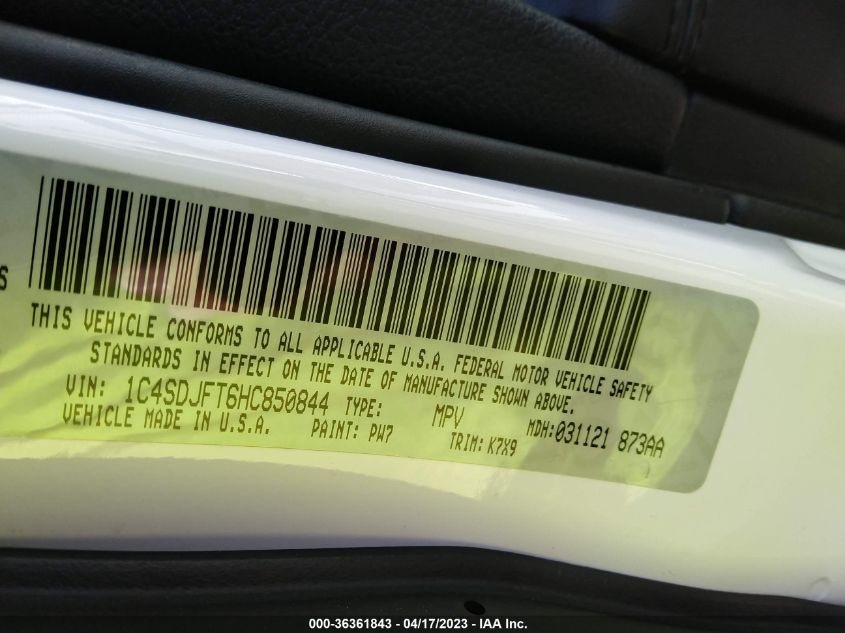 S
THIS VEHICLE CONFORMS TO ALL APPLICABLE U.S.A. FEDERAL MOTOR VEHICLE SAFETY
STANDARDS IN EFFECT ON THE DATE OF MANUFACTURE SHOWN ABOVE.
VIN: 1C4SDJFT6HC850844 TYPE: MPV MDH:031121 873AA
VEHICLE MADE IN U.S.A. PAINT: PW7 TRIM: K7X9
000-36361843 - 04/17/2023 - IAA Inc.